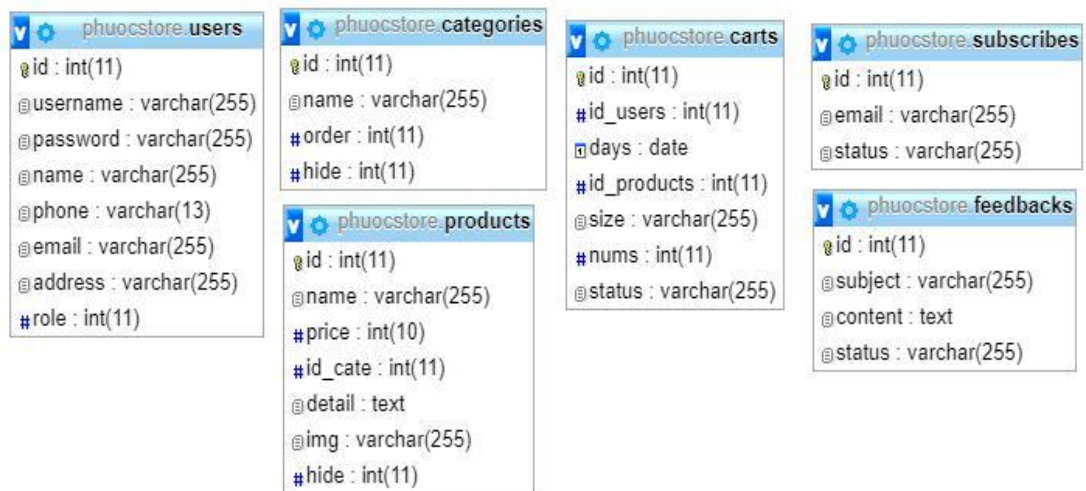 phuocstore.users
id : int(11)
username : varchar(255)
password : varchar(255)
name : varchar(255)
phone : varchar(13)
email : varchar(255)
address : varchar(255)
role : int(11)
phuocstore.categories
id : int(11)
name : varchar(255)
order : int(11)
hide : int(11)
phuocstore.products
id : int(11)
name : varchar(255)
price : int(10)
id_cate : int(11)
detail : text
img : varchar(255)
hide : int(11)
phuocstore.carts
id : int(11)
id_users : int(11)
days : date
id_products : int(11)
size : varchar(255)
nums : int(11)
status : varchar(255)
phuocstore.subscribes
id : int(11)
email : varchar(255)
status : varchar(255)
phuocstore.feedbacks
id : int(11)
subject : varchar(255)
content : text
status : varchar(255)